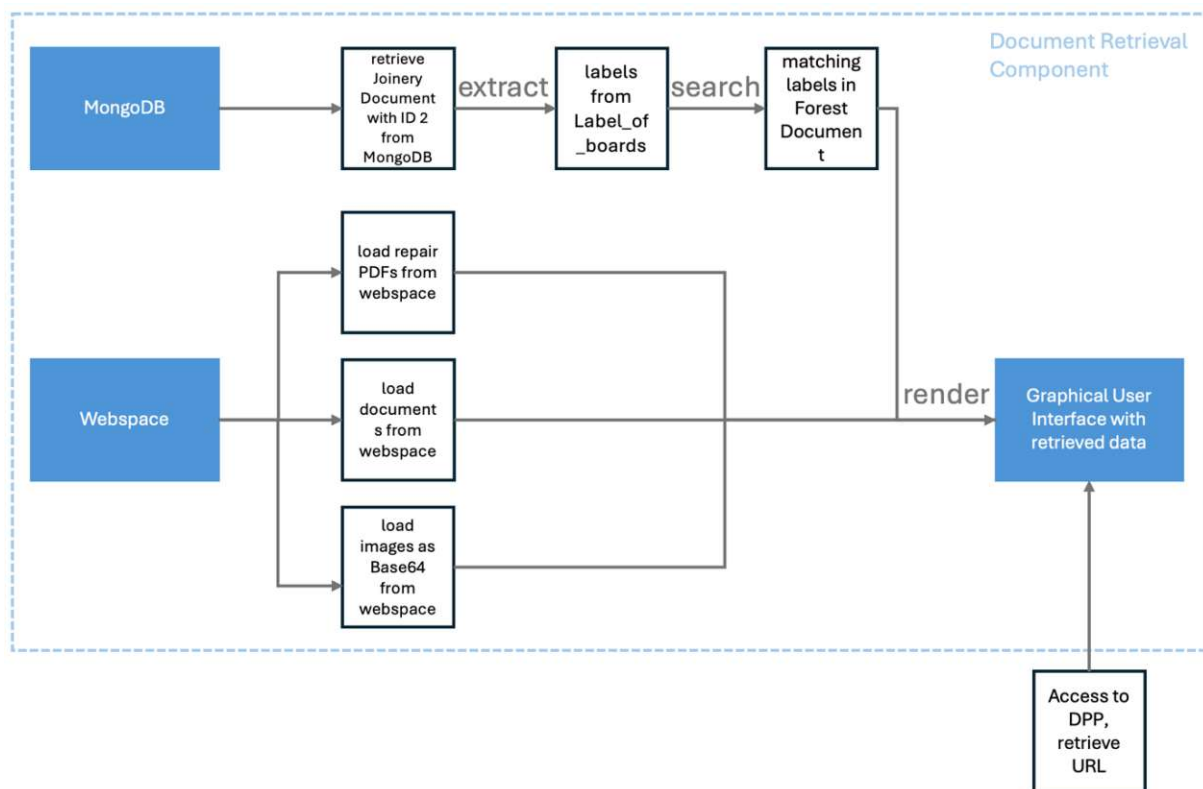 Document Retrieval
Component
MongoDB
retrieve
Joinery
Document
with ID 2
from
MongoDB
extract
labels
from
Label_of
_boards
search
matching
labels in
Forest
Documen
t
load repair
PDFs from
webspace
Webspace
load
document
s from
webspace
render
Graphical User
Interface with
retrieved data
load
images as
Base64
from
webspace
Access to
DPP,
retrieve
URL